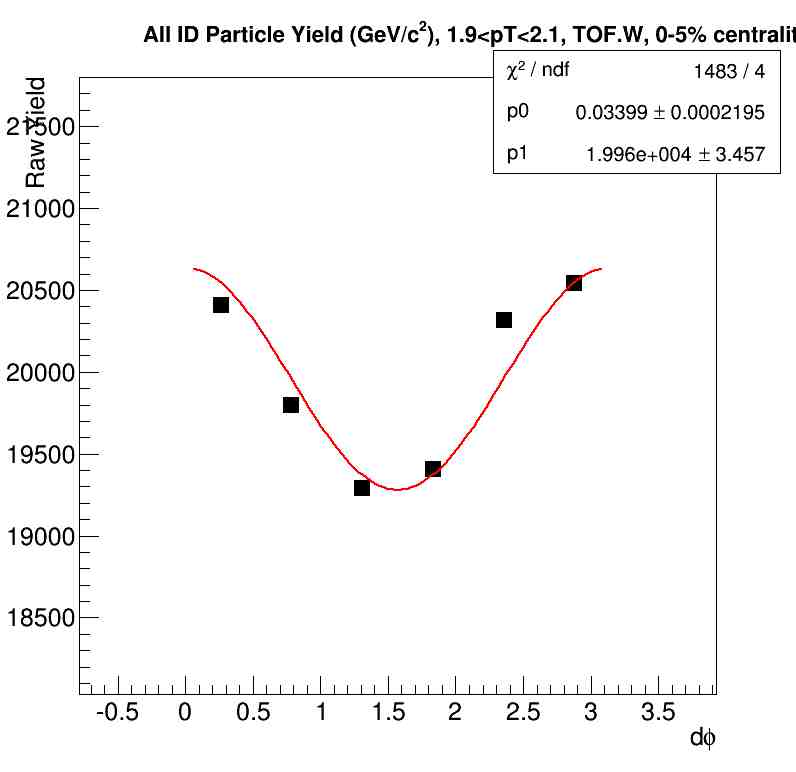 All ID Particle Yield (GeV/c²), 1.9<pT<2.1, TOF.W, 0-5% centralit
χ² / ndf 1483 / 4
p0 0.03399 ± 0.0002195
p1 1.996e+004 ± 3.457
Raw Yield
21500
21000
20500
20000
19500
19000
18500
-0.5 0 0.5 1 1.5 2 2.5 3 3.5
dϕ